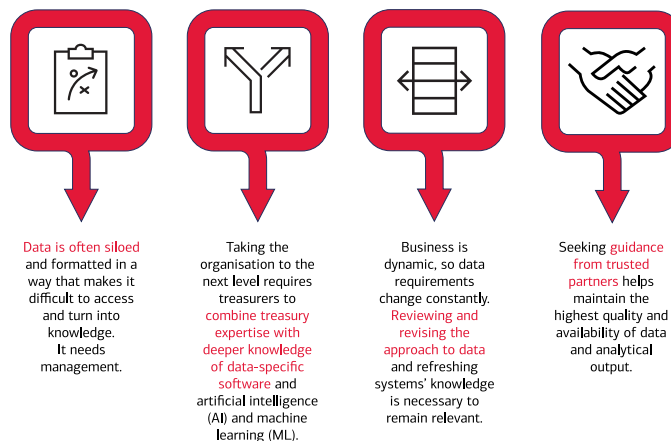 Data is often siloed
and formatted in a
way that makes it
difficult to access
and turn into
knowledge.
It needs
management.
Taking the
organisation to the
next level requires
treasurers to
combine treasury
expertise with
deeper knowledge
of data-specific
software and
artificial intelligence
(AI) and machine
learning (ML).
Business is
dynamic, so data
requirements
change constantly.
Reviewing and
revising the
approach to data
and refreshing
systems' knowledge
is necessary to
remain relevant.
Seeking guidance
from trusted
partners helps
maintain the
highest quality and
availability of data
and analytical
output.